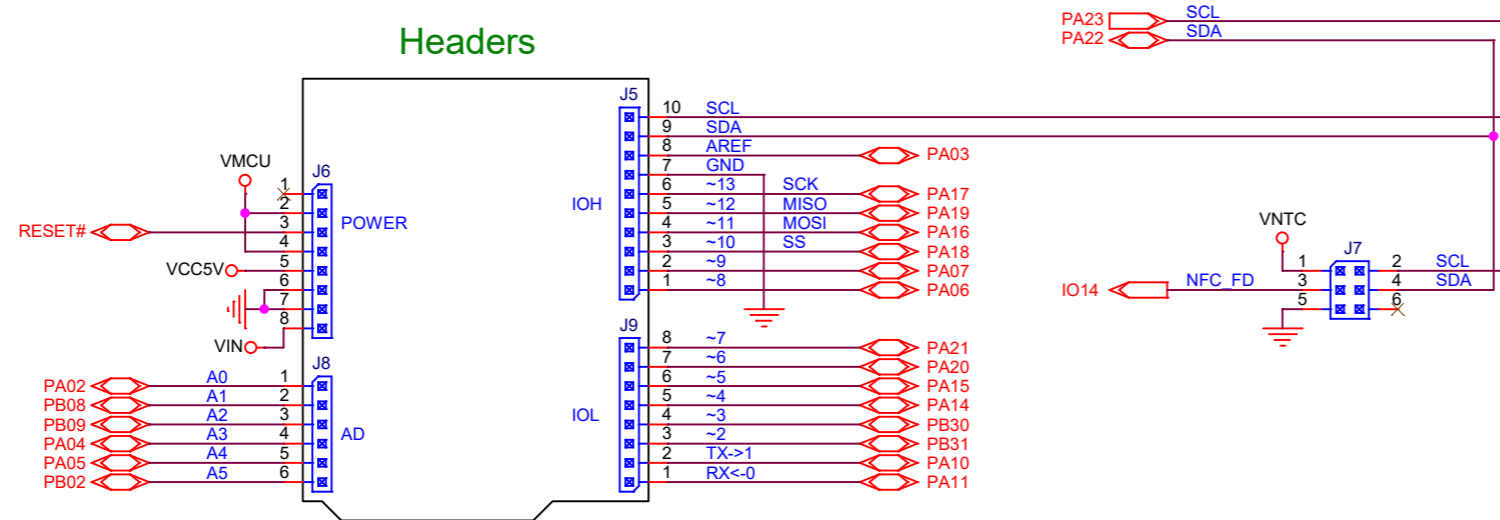 Headers
PA23 SCL
PA22 SDA
J5
10 SCL
9 SDA
8 AREF PA03
7 GND
6 ~13 SCK PA17
5 ~12 MISO PA19
4 ~11 MOSI PA16
3 ~10 SS PA18
2 ~9 PA07
1 ~8 PA06
IOH
VMCU
J6
1
2
RESET# 3
4
VCC5V 5
6
7
8
VIN
POWER
J8
PA02 A0 1
PB08 A1 2
PB09 A2 3
PA04 A3 4
PA05 A4 5
PB02 A5 6
AD
J9
8 ~7 PA21
7 ~6 PA20
6 ~5 PA15
5 ~4 PA14
4 ~3 PB30
3 ~2 PB31
2 TX->1 PA10
1 RX<-0 PA11
IOL
VNTC
J7
1 2 SCL
IO14 NFC_FD 3 4 SDA
5 6